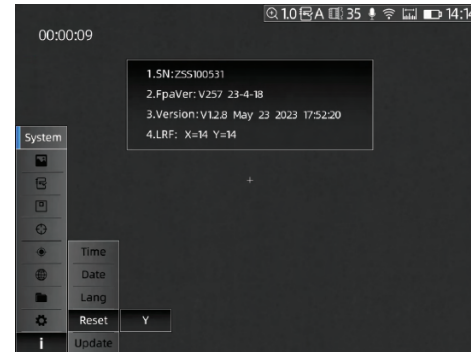 1.0 A 35 14:14
00:00:09
1.SN:ZSS100531
2.FpaVer: V257 23-4-18
3.Version: V1.2.8 May 23 2023 17:52:20
4.LRF: X=14 Y=14
System
Time
Date
Lang
Reset Y
i Update